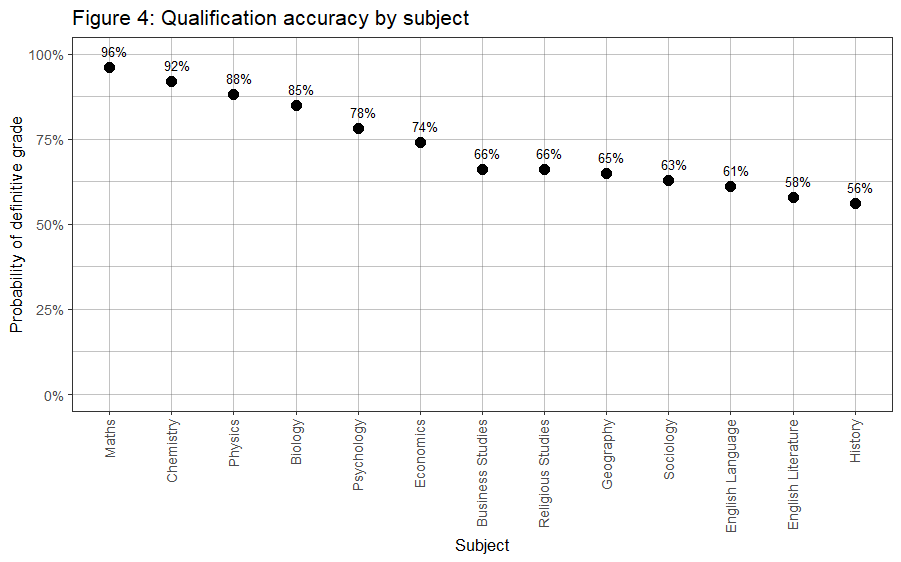 Figure 4: Qualification accuracy by subject
Probability of definitive grade
100%
75%
50%
25%
0%
96%
92%
88%
85%
78%
74%
66%
66%
65%
63%
61%
58%
56%
Maths
Chemistry
Physics
Biology
Psychology
Economics
Business Studies
Religious Studies
Geography
Sociology
English Language
English Literature
History
Subject